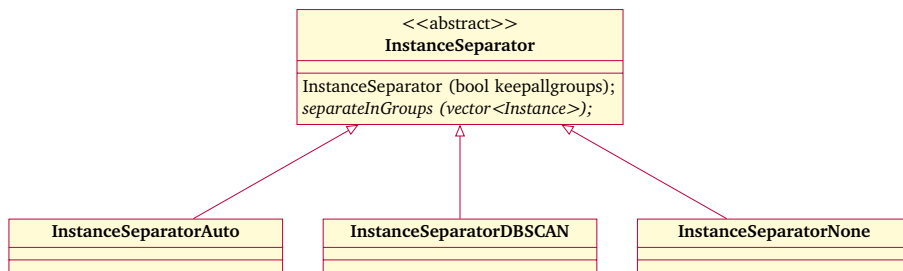 <<abstract>>
InstanceSeparator
InstanceSeparator (bool keepallgroups);
separateInGroups (vector<Instance>);
InstanceSeparatorAuto
InstanceSeparatorDBSCAN
InstanceSeparatorNone